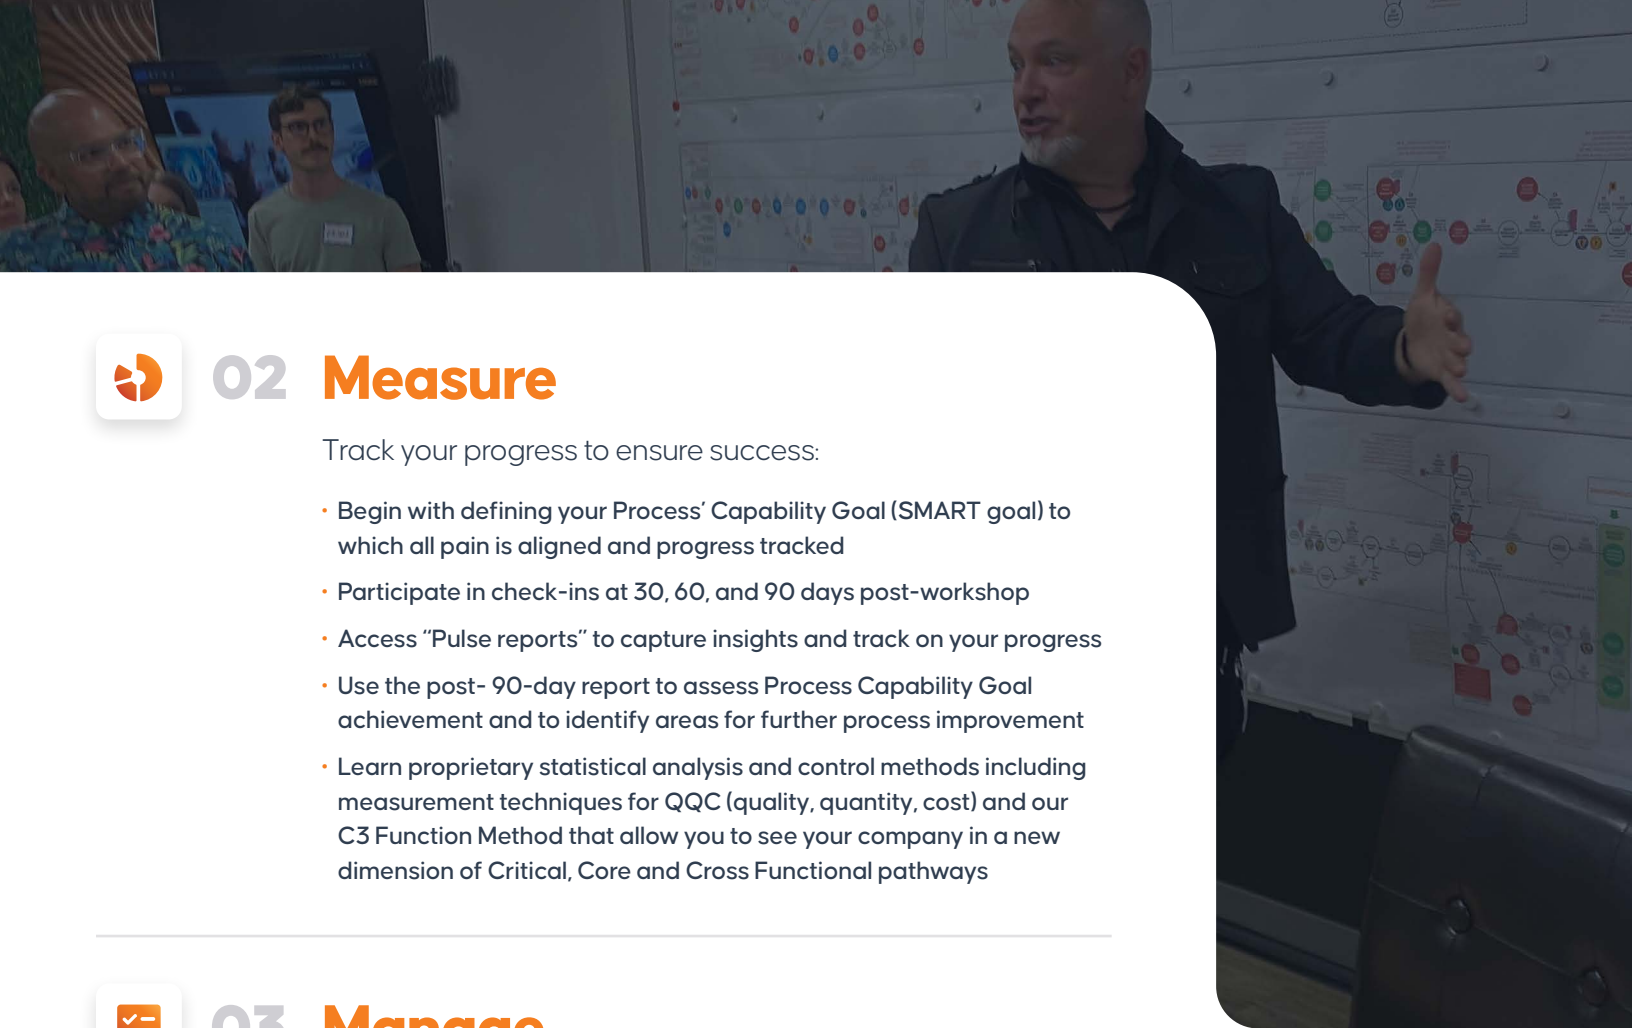 02 Measure
Track your progress to ensure success:
• Begin with defining your Process’ Capability Goal (SMART goal) to
which all pain is aligned and progress tracked
• Participate in check-ins at 30, 60, and 90 days post-workshop
• Access “Pulse reports” to capture insights and track on your progress
• Use the post- 90-day report to assess Process Capability Goal
achievement and to identify areas for further process improvement
• Learn proprietary statistical analysis and control methods including
measurement techniques for QQC (quality, quantity, cost) and our
C3 Function Method that allow you to see your company in a new
dimension of Critical, Core and Cross Functional pathways
03 Manage